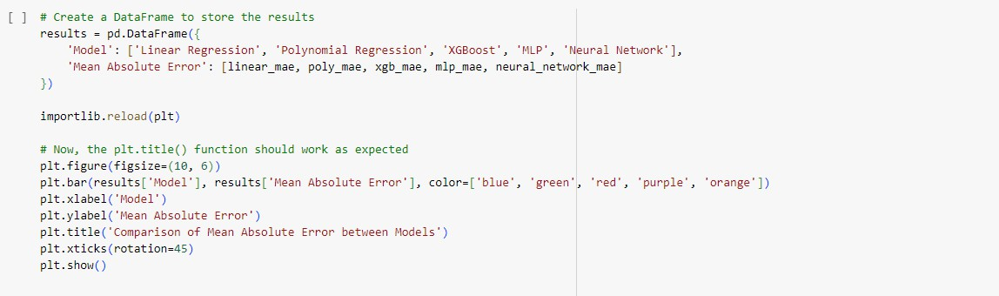 [ ] # Create a DataFrame to store the results
results = pd.DataFrame({
    'Model': ['Linear Regression', 'Polynomial Regression', 'XGBoost', 'MLP', 'Neural Network'],
    'Mean Absolute Error': [linear_mae, poly_mae, xgb_mae, mlp_mae, neural_network_mae]
})

importlib.reload(plt)

# Now, the plt.title() function should work as expected
plt.figure(figsize=(10, 6))
plt.bar(results['Model'], results['Mean Absolute Error'], color=['blue', 'green', 'red', 'purple', 'orange'])
plt.xlabel('Model')
plt.ylabel('Mean Absolute Error')
plt.title('Comparison of Mean Absolute Error between Models')
plt.xticks(rotation=45)
plt.show()